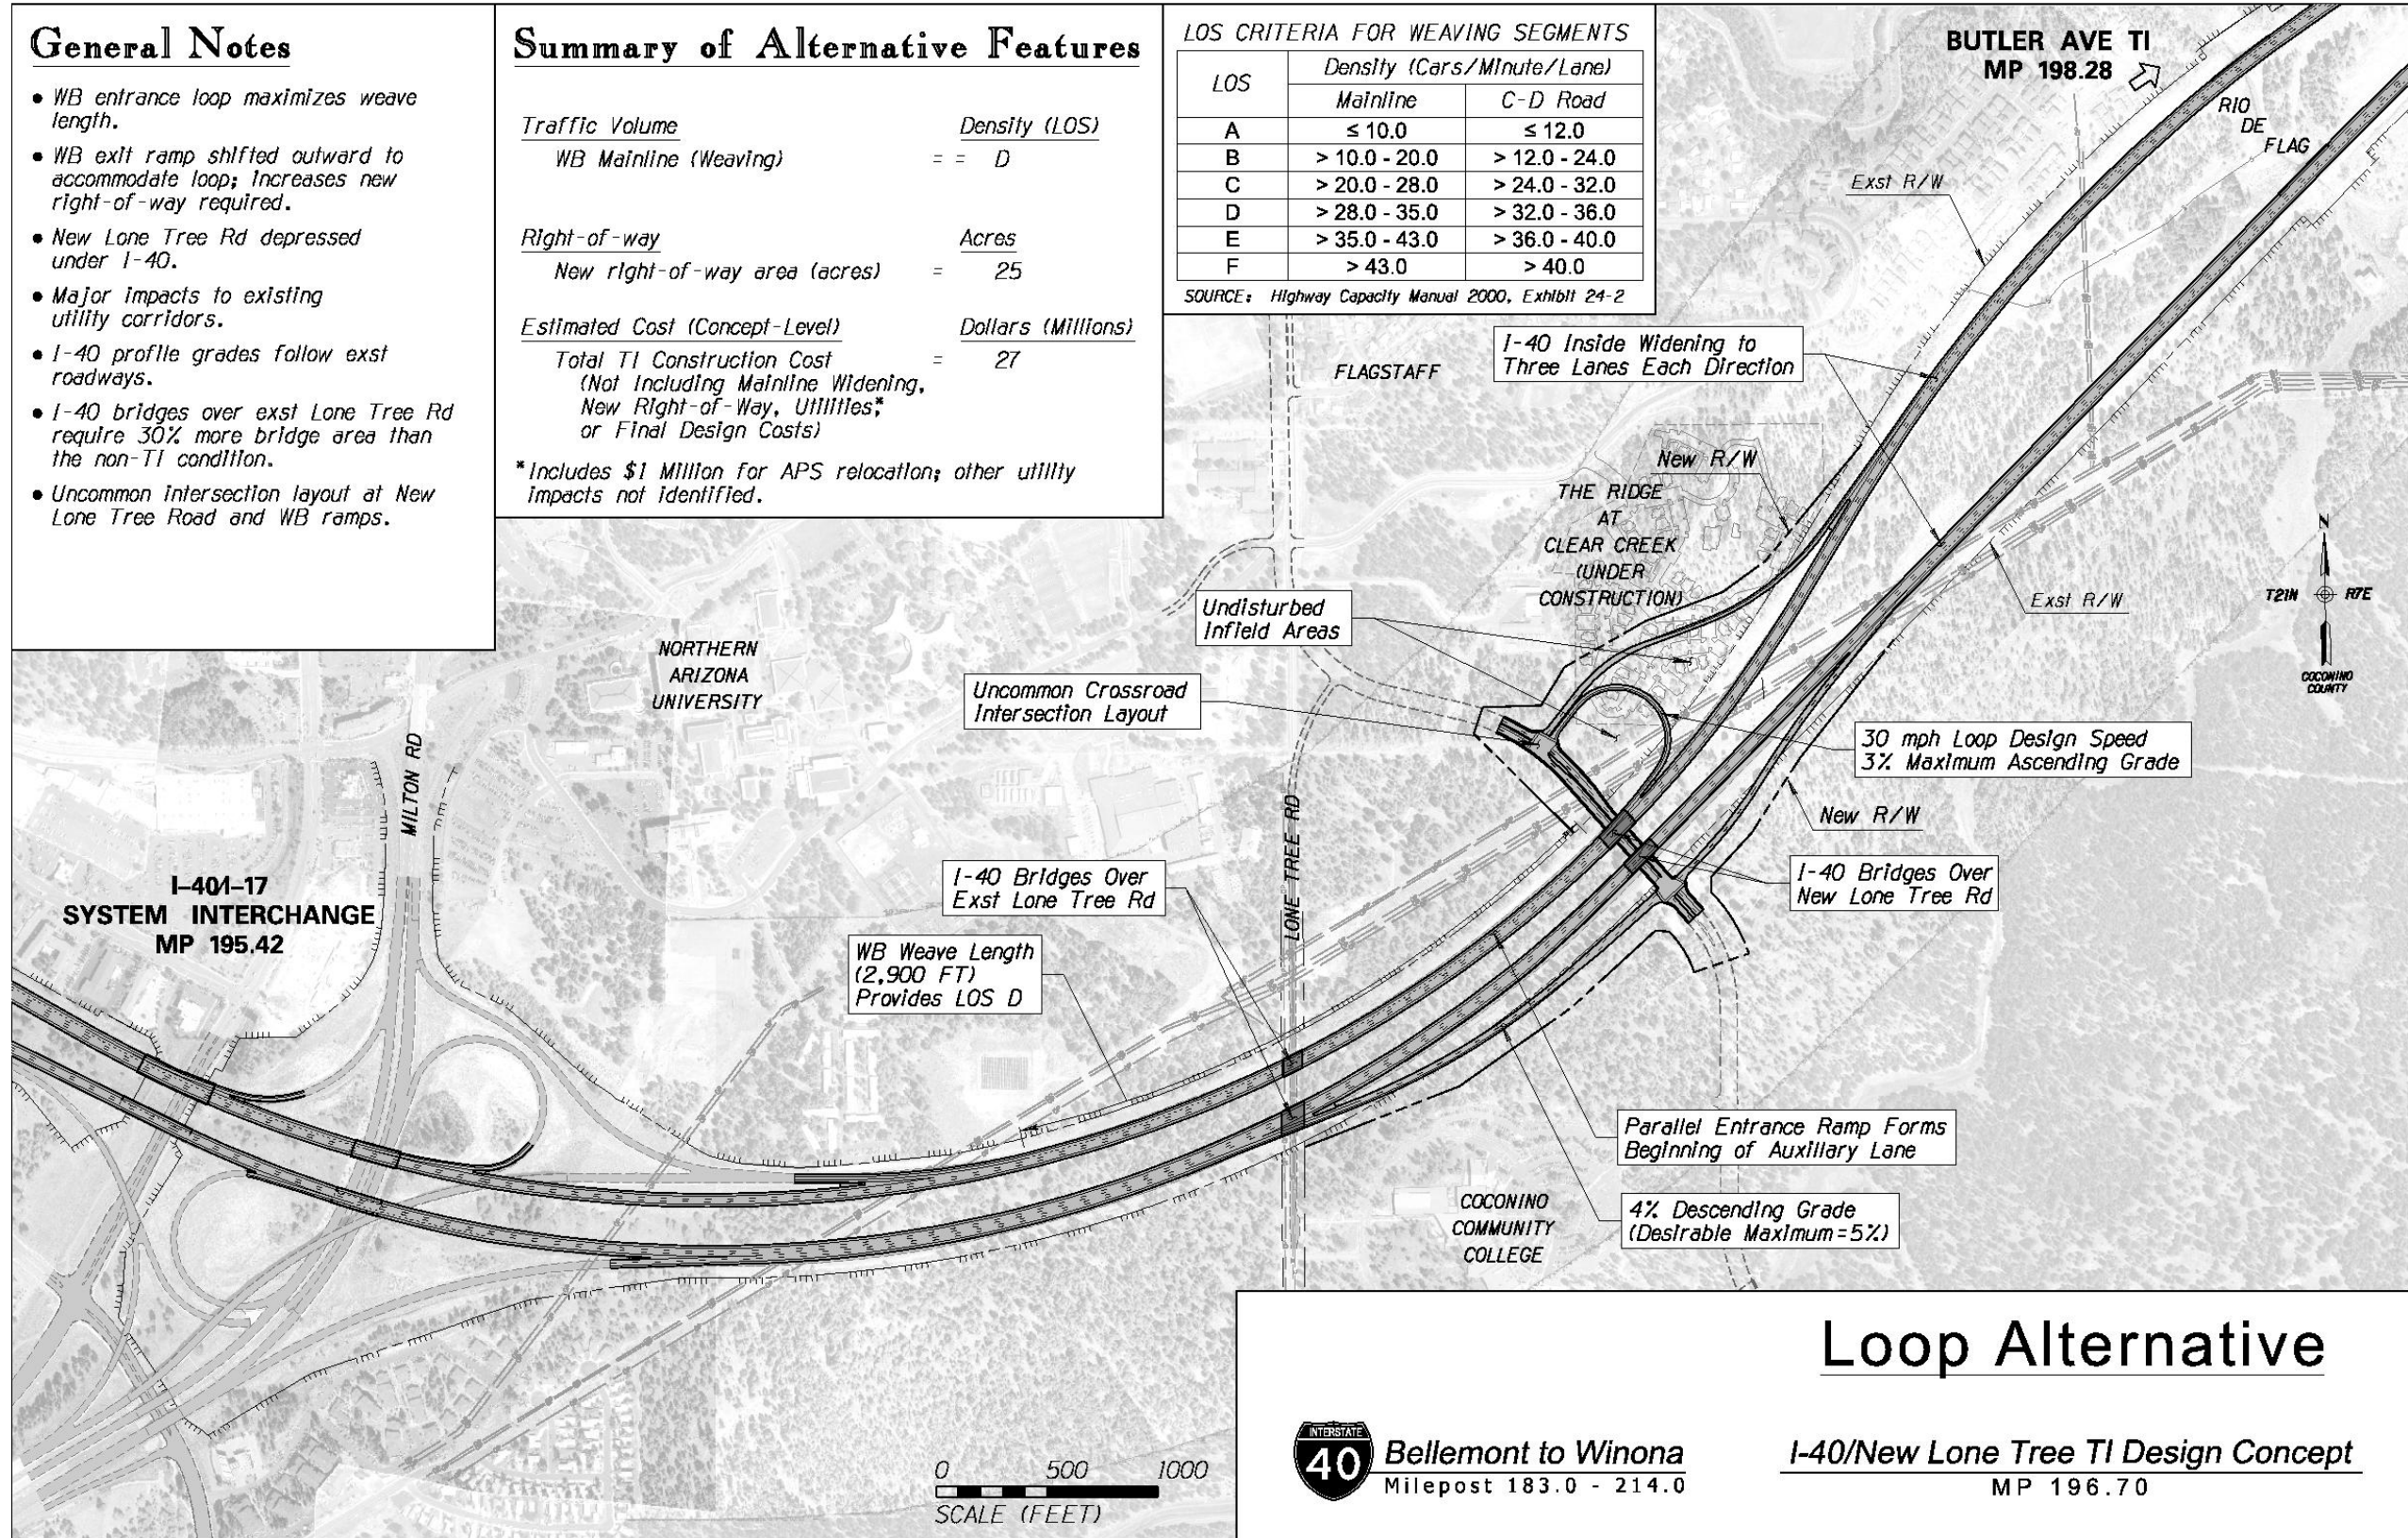 General Notes
• WB entrance loop maximizes weave
length.
• WB exit ramp shifted outward to
accommodate loop; increases new
right-of-way required.
• New Lone Tree Rd depressed
under I-40.
• Major impacts to existing
utility corridors.
• I-40 profile grades follow exst
roadways.
• I-40 bridges over exst Lone Tree Rd
require 30% more bridge area than
the non-TI condition.
• Uncommon intersection layout at New
Lone Tree Road and WB ramps.
Summary of Alternative Features
Traffic Volume Density (LOS)
WB Mainline (Weaving) = = D
Right-of-way Acres
New right-of-way area (acres) = 25
Estimated Cost (Concept-Level) Dollars (Millions)
Total TI Construction Cost = 27
(Not Including Mainline Widening,
New Right-of-Way, Utilities,*
or Final Design Costs)
*Includes $1 Million for APS relocation; other utility
impacts not identified.
LOS CRITERIA FOR WEAVING SEGMENTS
LOS Density (Cars/Minute/Lane)
Mainline C-D Road
A ≤ 10.0 ≤ 12.0
B > 10.0 - 20.0 > 12.0 - 24.0
C > 20.0 - 28.0 > 24.0 - 32.0
D > 28.0 - 35.0 > 32.0 - 36.0
E > 35.0 - 43.0 > 36.0 - 40.0
F > 43.0 > 40.0
SOURCE: Highway Capacity Manual 2000, Exhibit 24-2
BUTLER AVE TI
MP 198.28
RIO
DE
FLAG
Exst R/W
I-40 Inside Widening to
Three Lanes Each Direction
FLAGSTAFF
New R/W
THE RIDGE
AT
CLEAR CREEK
(UNDER
CONSTRUCTION)
Exst R/W
N
T21N R7E
COCONINO
COUNTY
Undisturbed
Infield Areas
NORTHERN
ARIZONA
UNIVERSITY
Uncommon Crossroad
Intersection Layout
30 mph Loop Design Speed
3% Maximum Ascending Grade
New R/W
MILTON RD
LONE TREE RD
I-40/I-17
SYSTEM INTERCHANGE
MP 195.42
I-40 Bridges Over
Exst Lone Tree Rd
I-40 Bridges Over
New Lone Tree Rd
WB Weave Length
(2,900 FT)
Provides LOS D
Parallel Entrance Ramp Forms
Beginning of Auxiliary Lane
COCONINO
COMMUNITY
COLLEGE
4% Descending Grade
(Desirable Maximum=5%)
0 500 1000
SCALE (FEET)
Loop Alternative
INTERSTATE
40
Bellemont to Winona
Milepost 183.0 - 214.0
I-40/New Lone Tree TI Design Concept
MP 196.70